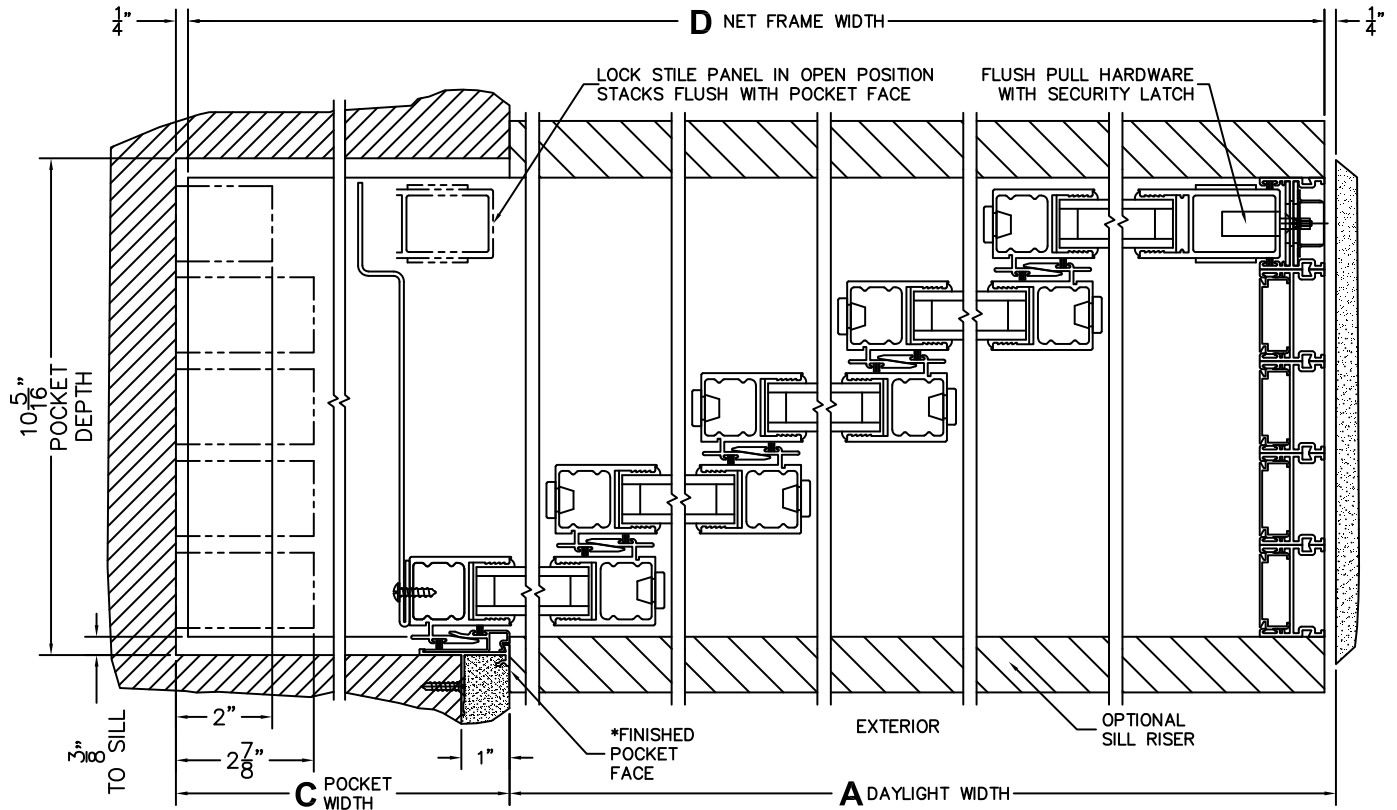 1/4"
D NET FRAME WIDTH
1/4"
LOCK STILE PANEL IN OPEN POSITION
STACKS FLUSH WITH POCKET FACE
FLUSH PULL HARDWARE
WITH SECURITY LATCH
10 5/16"
POCKET
DEPTH
3/8"
TO SILL
2"
2 7/8"
1"
*FINISHED
POCKET
FACE
EXTERIOR
OPTIONAL
SILL RISER
C POCKET
WIDTH
A DAYLIGHT WIDTH